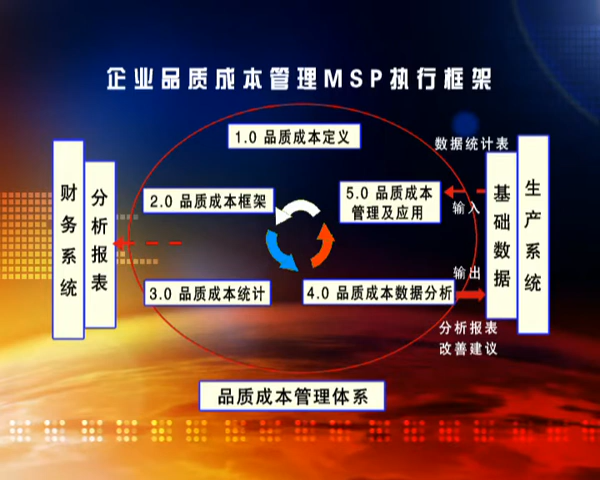 企业品质成本管理MSP执行框架
1.0 品质成本定义
数据统计表
财务系统
分析报表
2.0 品质成本框架
5.0 品质成本
管理及应用
输入
基础数据
生产系统
3.0 品质成本统计
4.0 品质成本数据分析
输出
分析报表
改善建议
品质成本管理体系